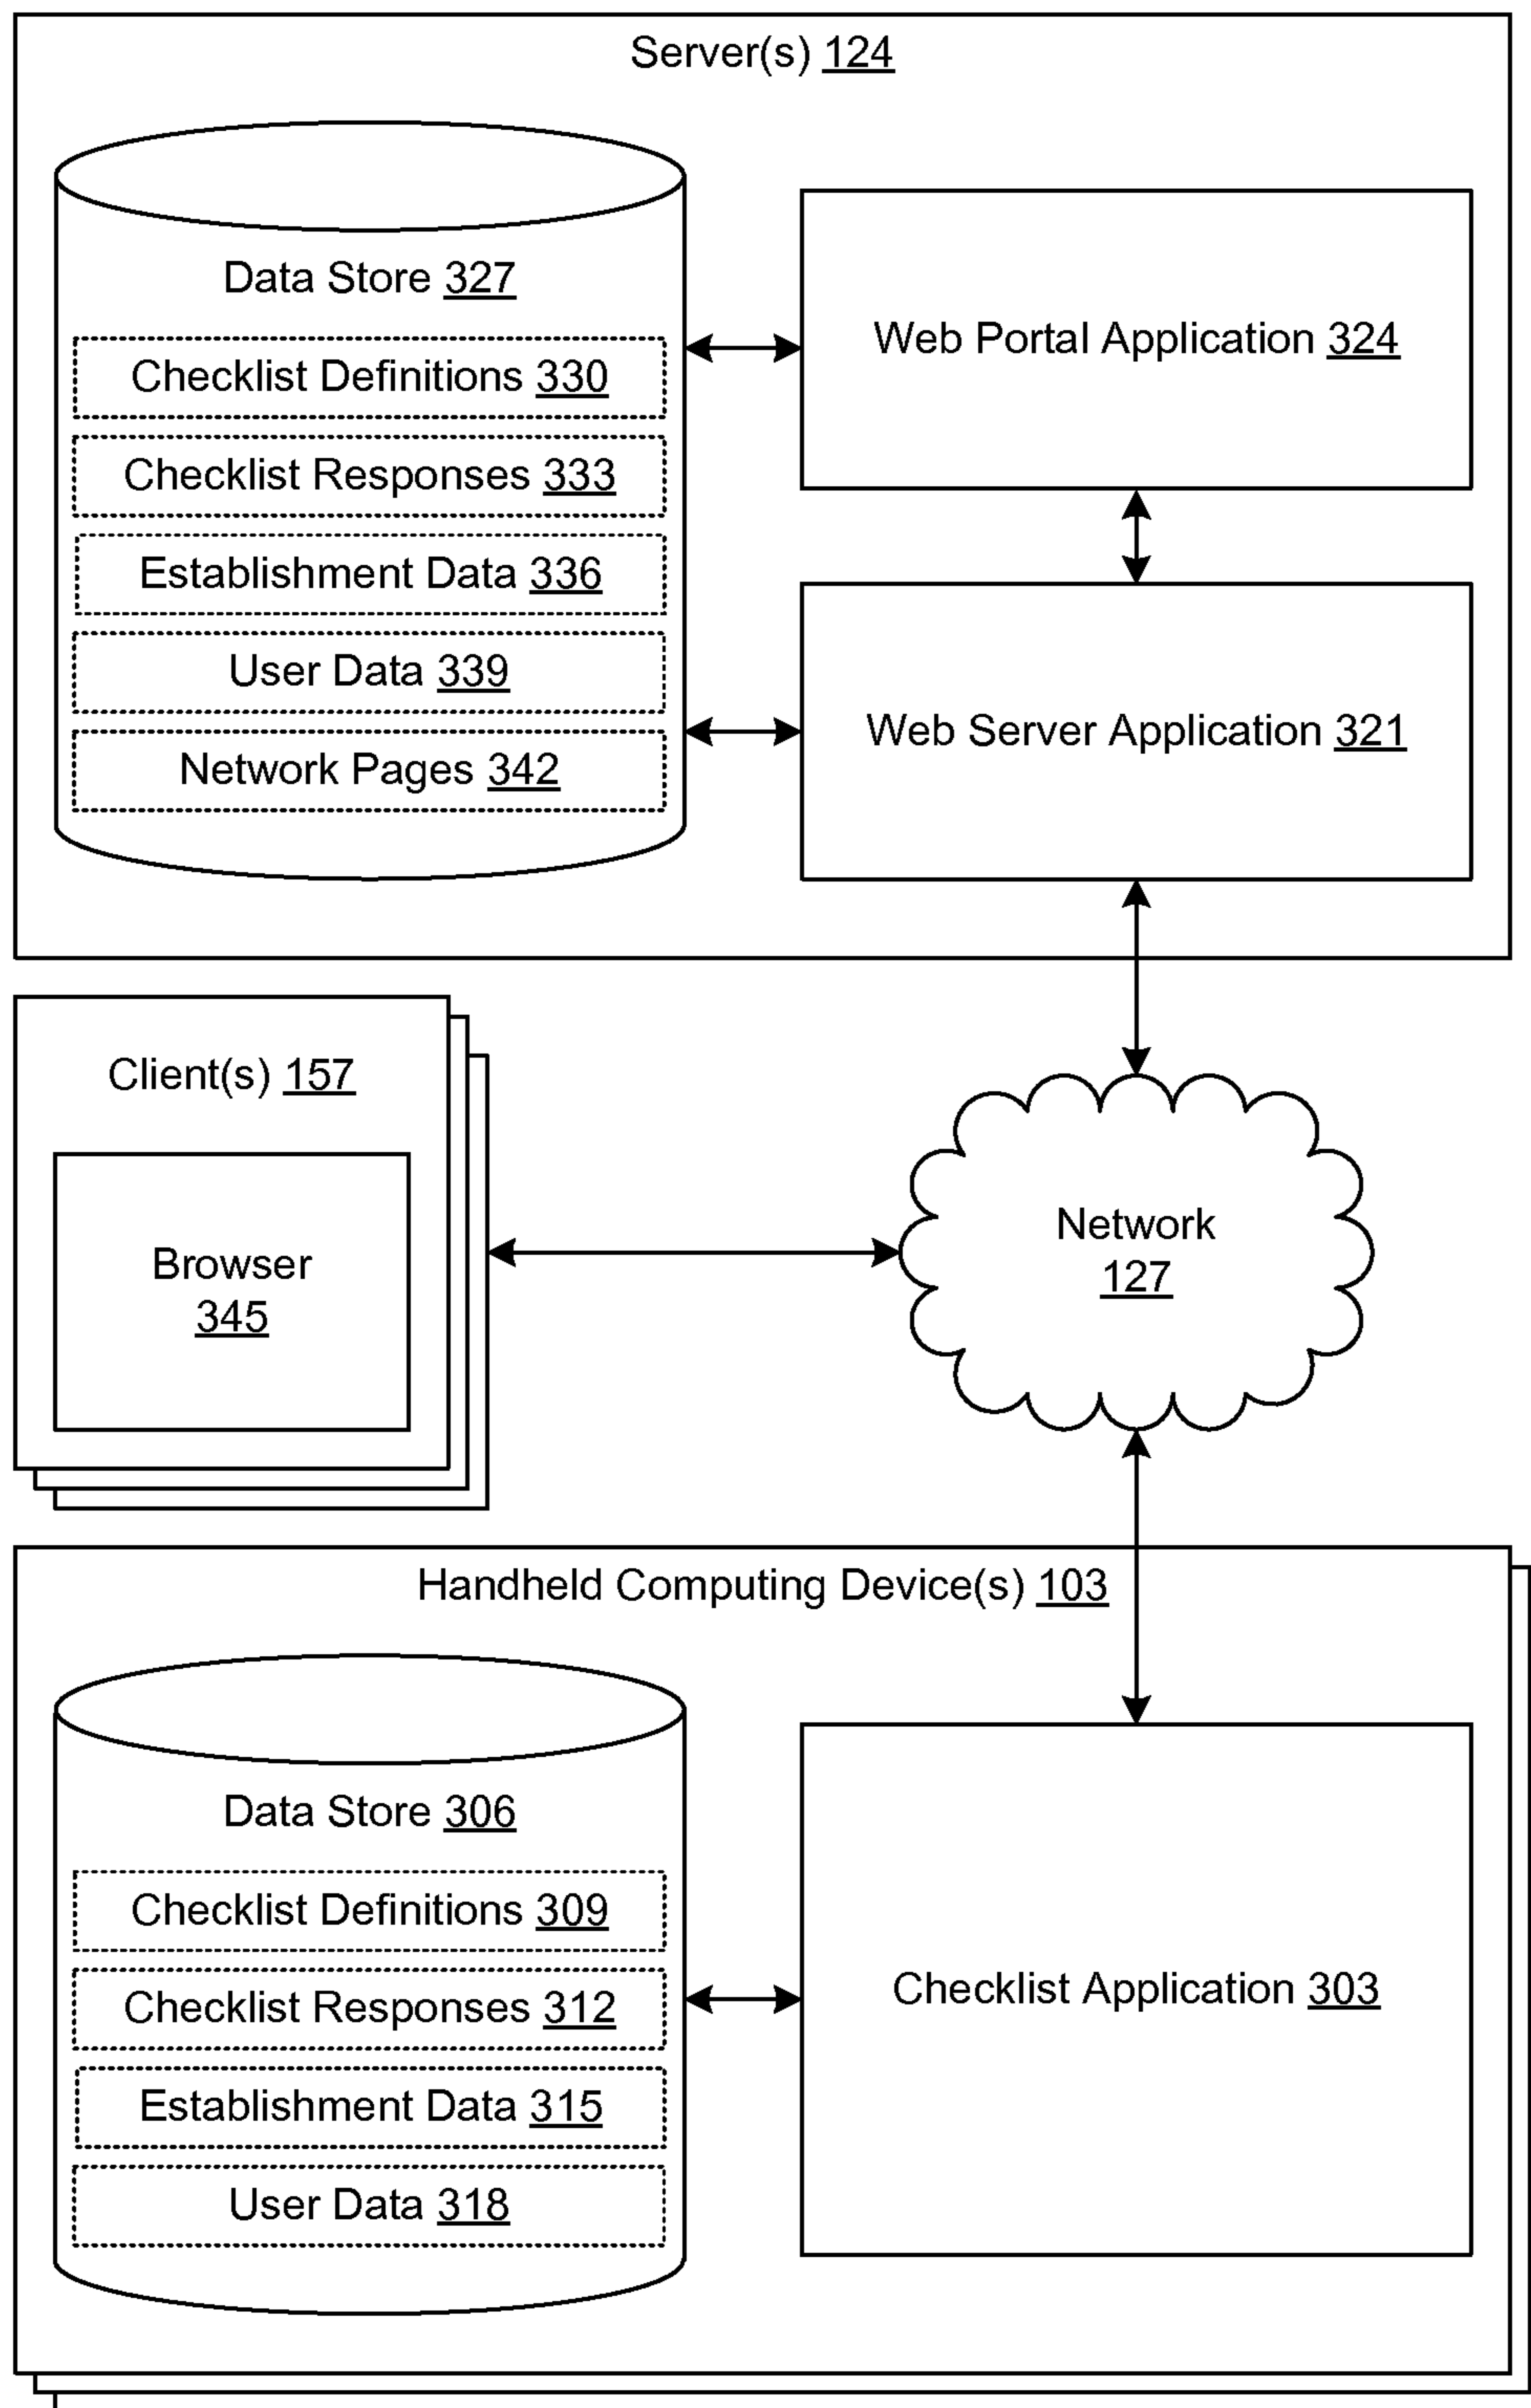 Server(s) 124
Data Store 327
Checklist Definitions 330
Checklist Responses 333
Establishment Data 336
User Data 339
Network Pages 342
Web Portal Application 324
Web Server Application 321
Client(s) 157
Browser
345
Network
127
Handheld Computing Device(s) 103
Data Store 306
Checklist Definitions 309
Checklist Responses 312
Establishment Data 315
User Data 318
Checklist Application 303